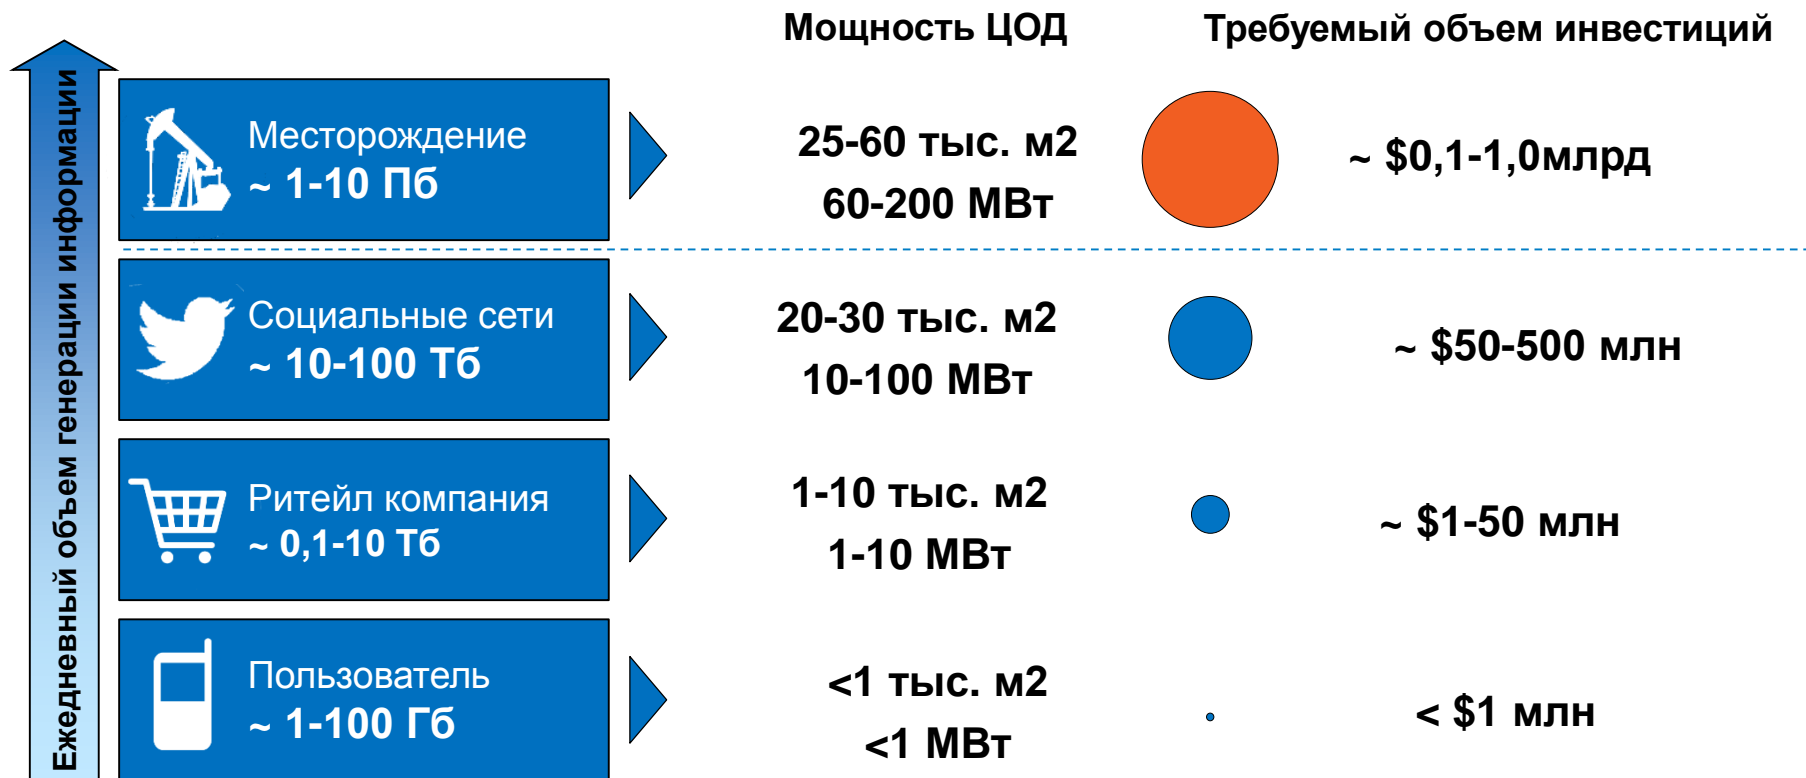 Мощность ЦОД
Требуемый объем инвестиций
Ежедневный объем генерации информации
Месторождение
~ 1-10 Пб
25-60 тыс. м2
60-200 МВт
~ $0,1-1,0млрд
Социальные сети
~ 10-100 Тб
20-30 тыс. м2
10-100 МВт
~ $50-500 млн
Ритейл компания
~ 0,1-10 Тб
1-10 тыс. м2
1-10 МВт
~ $1-50 млн
Пользователь
~ 1-100 Гб
<1 тыс. м2
<1 МВт
< $1 млн